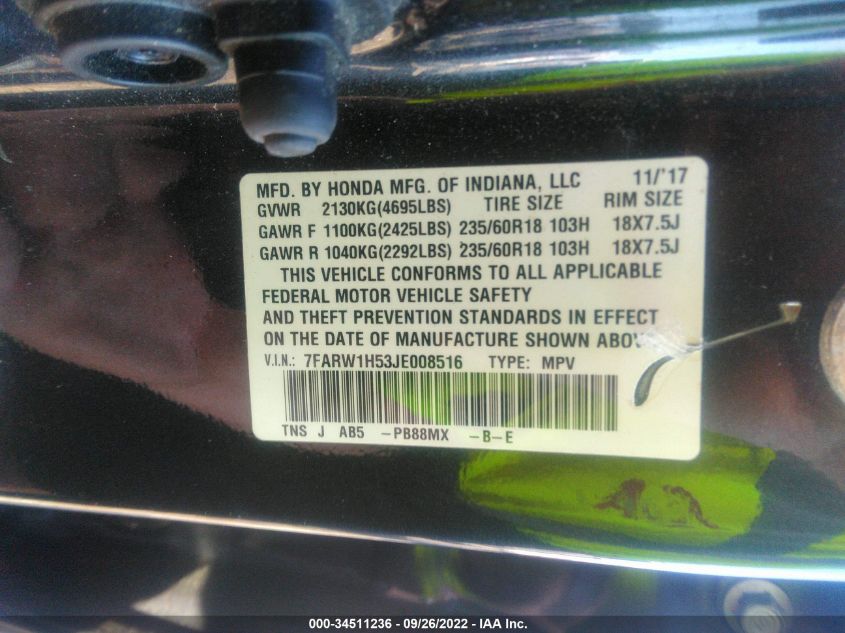 MFD. BY HONDA MFG. OF INDIANA, LLC 11/'17
GVWR 2130KG(4695LBS) TIRE SIZE RIM SIZE
GAWR F 1100KG(2425LBS) 235/60R18 103H 18X7.5J
GAWR R 1040KG(2292LBS) 235/60R18 103H 18X7.5J
THIS VEHICLE CONFORMS TO ALL APPLICABLE
FEDERAL MOTOR VEHICLE SAFETY
AND THEFT PREVENTION STANDARDS IN EFFECT
ON THE DATE OF MANUFACTURE SHOWN ABOV
V.I.N.: 7FARW1H53JE008516 TYPE: MPV
TNS J AB5 -PB88MX -B-E
000-34511236 - 09/26/2022 - IAA Inc.